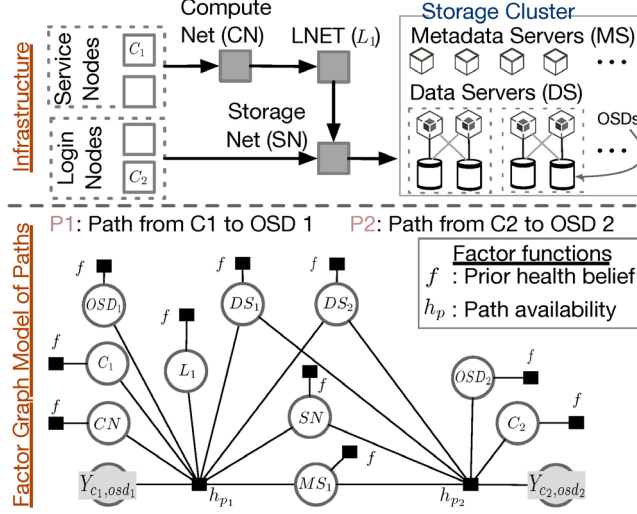 Infrastructure
Service
Nodes
C1
Login
Nodes
C2
Compute
Net (CN)
LNET (L1)
Storage
Net (SN)
Storage Cluster
Metadata Servers (MS)
Data Servers (DS)
OSDs
Factor Graph Model of Paths
P1: Path from C1 to OSD 1
P2: Path from C2 to OSD 2
Factor functions
f : Prior health belief
hp : Path availability
f
f
f
f
OSD1
DS1
DS2
f
f
C1
L1
f
OSD2
f
f
f
CN
SN
C2
f
Yc1,osd1
hp1
MS1
hp2
Yc2,osd2